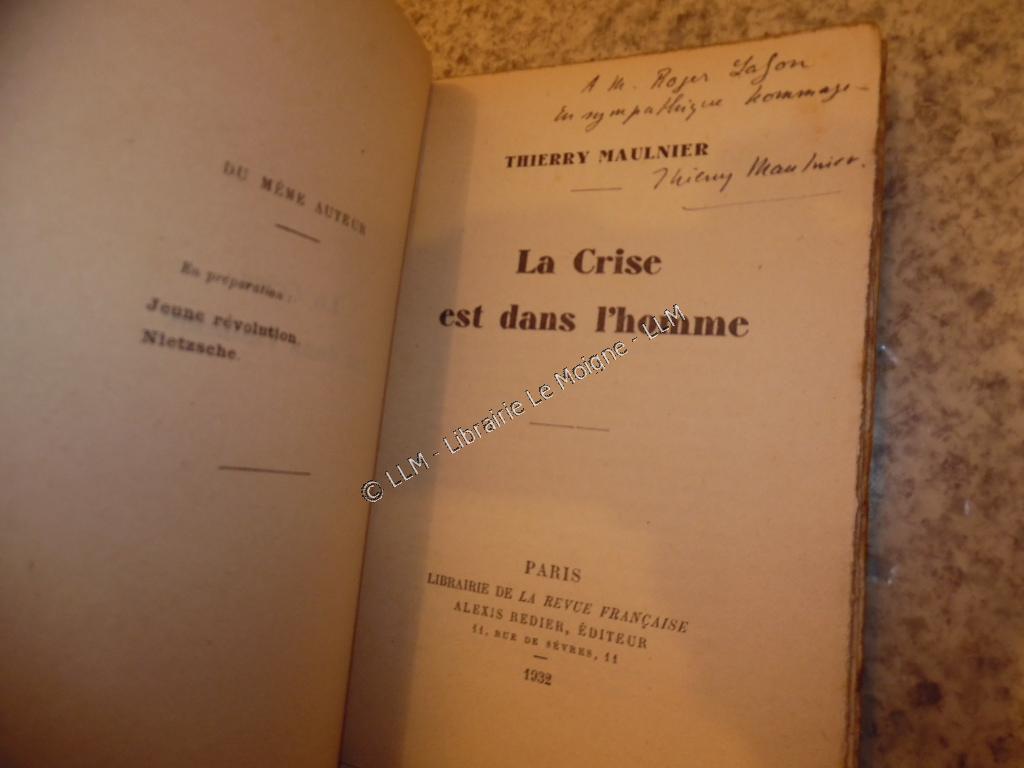 DU MÊME AUTEUR
En préparation :
Jeune révolution.
Nietzsche.
A M. Roger Lafon
En sympathique hommage
THIERRY MAULNIER
Thierry Maulnier.
La Crise
est dans l'homme
© LLM - Librairie Le Moigne - LLM
PARIS
LIBRAIRIE DE LA REVUE FRANÇAISE
ALEXIS REDIER, ÉDITEUR
11, RUE DE SÈVRES, 11
1932